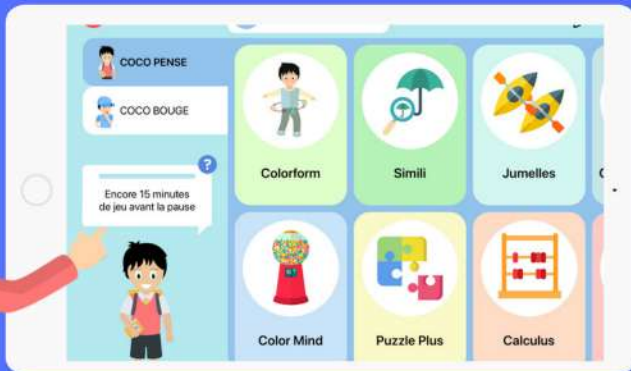 COCO PENSE
COCO BOUGE
?
Encore 15 minutes
de jeu avant la pause
Colorform
Simili
Jumelles
Color Mind
Puzzle Plus
Calculus